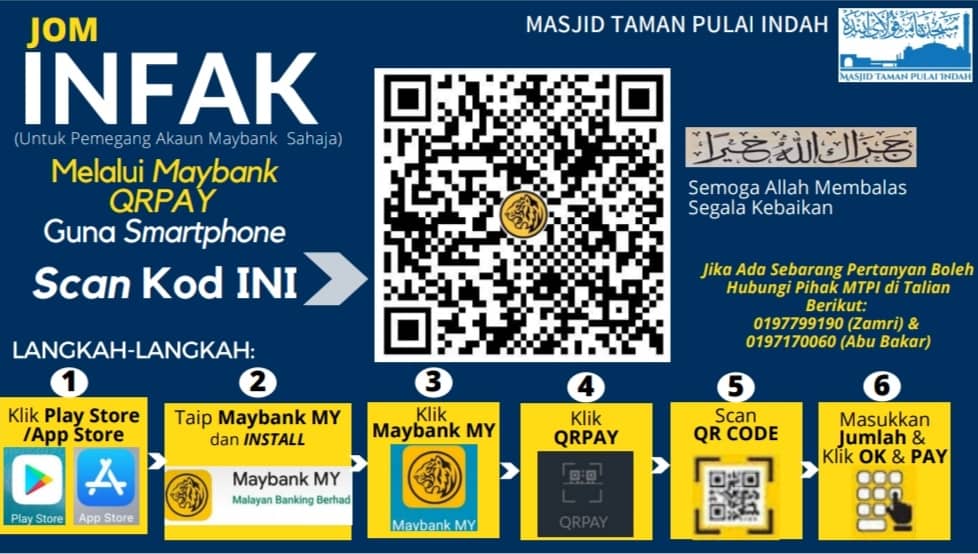 JOM
INFAK
(Untuk Pemegang Akaun Maybank Sahaja)
Melalui Maybank
QRPAY
Guna Smartphone
Scan Kod INI
MASJID TAMAN PULAI INDAH
مسجد تامن ڤولاي اينده
MASJID TAMAN PULAI INDAH
جزاك الله خيرا
Semoga Allah Membalas
Segala Kebaikan
Jika Ada Sebarang Pertanyan Boleh
Hubungi Pihak MTPI di Talian
Berikut:
0197799190 (Zamri) &
0197170060 (Abu Bakar)
LANGKAH-LANGKAH:
1
Klik Play Store
/App Store
Play Store
App Store
2
Taip Maybank MY
dan INSTALL
Maybank MY
Malayan Banking Berhad
3
Klik
Maybank MY
Maybank MY
4
Klik
QRPAY
QRPAY
5
Scan
QR CODE
6
Masukkan
Jumlah &
Klik OK & PAY